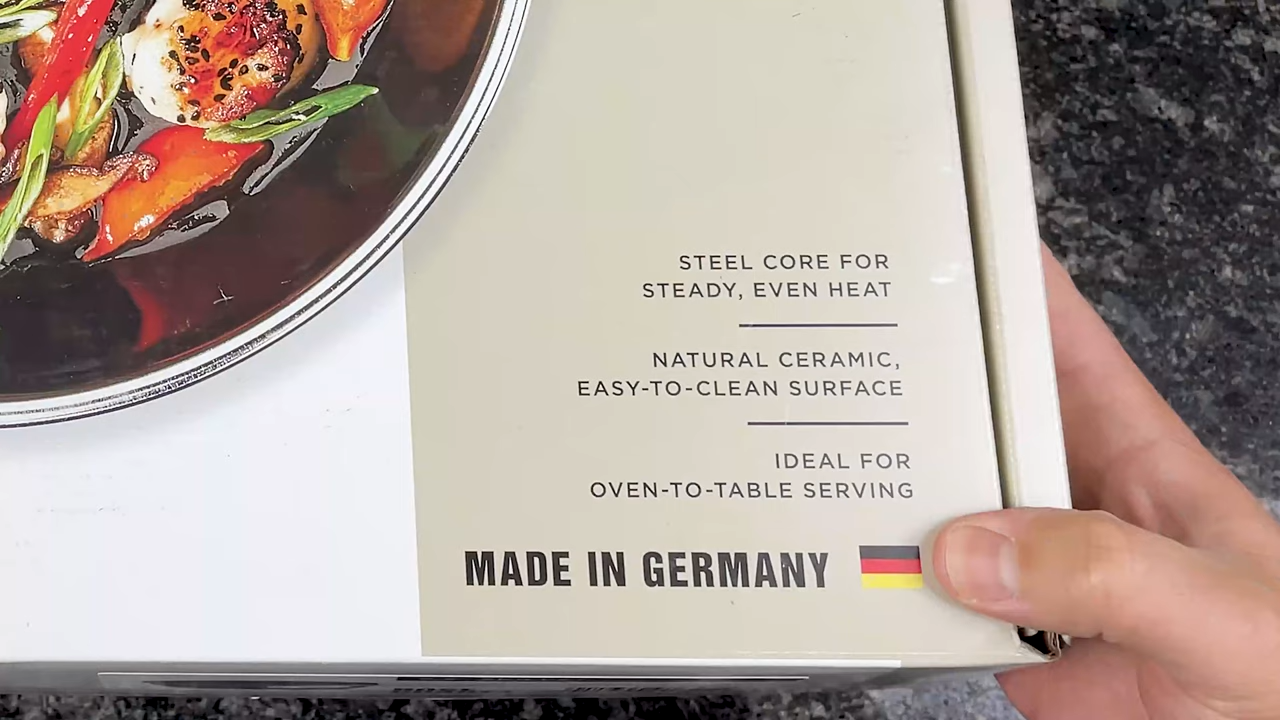 STEEL CORE FOR
STEADY, EVEN HEAT
NATURAL CERAMIC,
EASY-TO-CLEAN SURFACE
IDEAL FOR
OVEN-TO-TABLE SERVING
MADE IN GERMANY